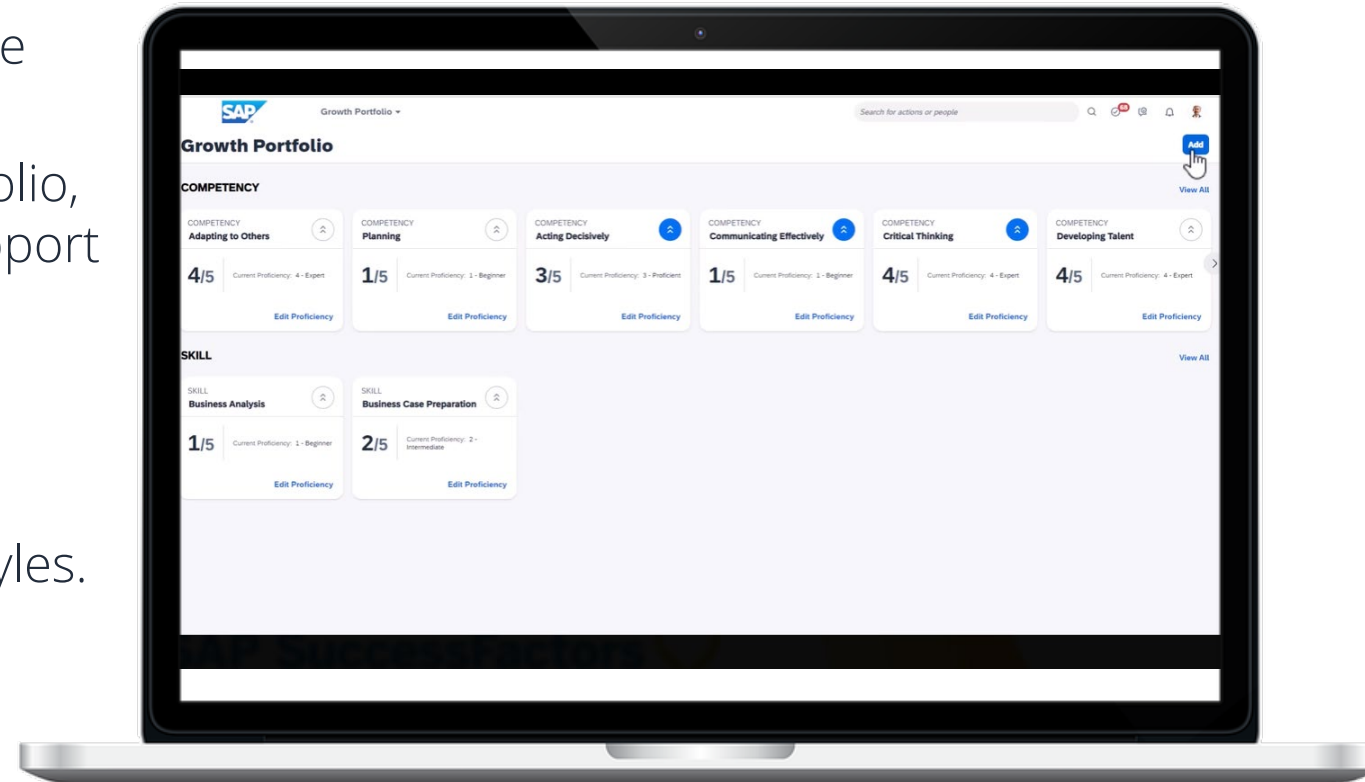 e
olio,
port
yles.
SAP
Growth Portfolio
Search for actions or people
Growth Portfolio
Add
COMPETENCY
View All
COMPETENCY
Adapting to Others
4/5
Current Proficiency: 4 - Expert
Edit Proficiency
COMPETENCY
Planning
1/5
Current Proficiency: 1 - Beginner
Edit Proficiency
COMPETENCY
Acting Decisively
3/5
Current Proficiency: 3 - Proficient
Edit Proficiency
COMPETENCY
Communicating Effectively
1/5
Current Proficiency: 1 - Beginner
Edit Proficiency
COMPETENCY
Critical Thinking
4/5
Current Proficiency: 4 - Expert
Edit Proficiency
COMPETENCY
Developing Talent
4/5
Current Proficiency: 4 - Expert
Edit Proficiency
SKILL
View All
SKILL
Business Analysis
1/5
Current Proficiency: 1 - Beginner
Edit Proficiency
SKILL
Business Case Preparation
2/5
Current Proficiency: 2 -
Intermediate
Edit Proficiency
SAP SuccessFactors